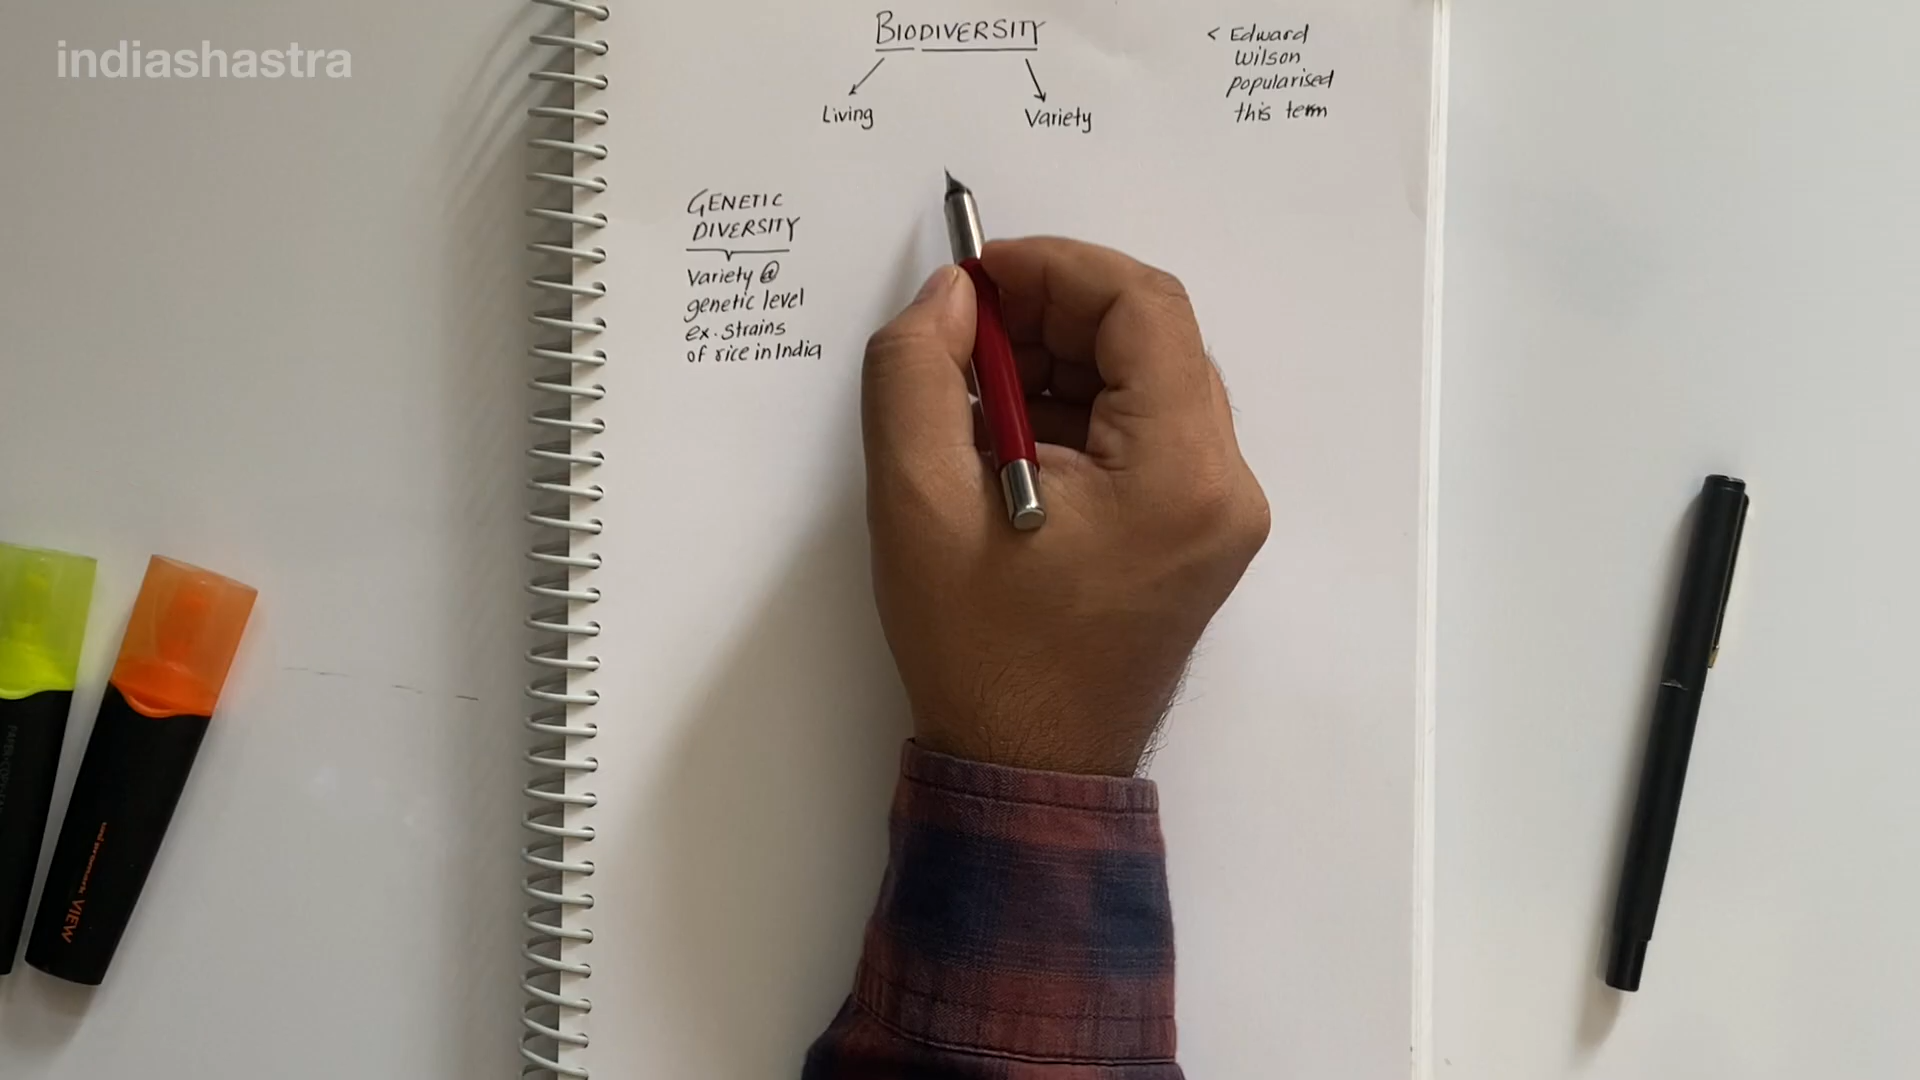 indiashastra
BIODIVERSITY
Living
Variety
< Edward
Wilson
popularised
this term
GENETIC
DIVERSITY
Variety @
genetic level
ex. strains
of rice in India
VIEW